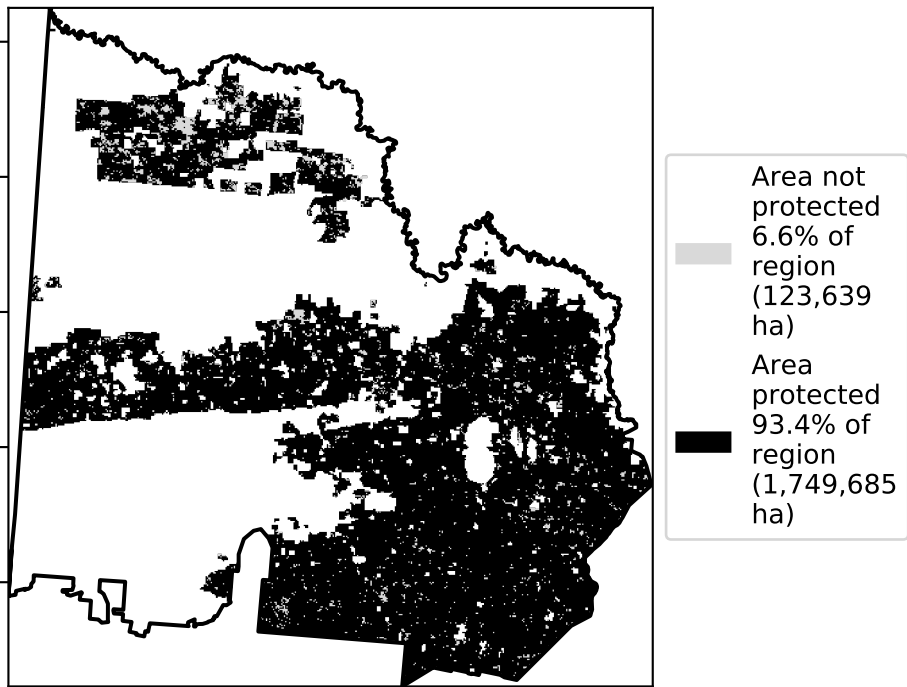 Area not
protected
6.6% of
region
(123,639
ha)
Area
protected
93.4% of
region
(1,749,685
ha)